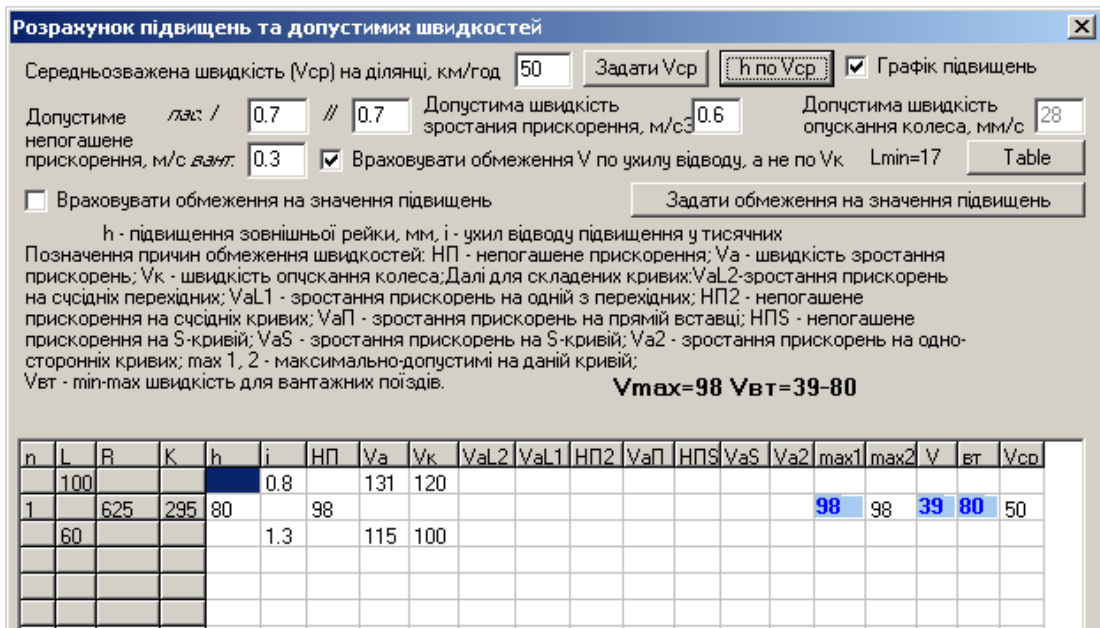 Розрахунок підвищень та допустимих швидкостей
Середньозважена швидкість (Vср) на ділянці, км/год 50 Задати Vср h по Vср Графік підвищень
Допустиме непогашене прискорення, м/с пас. / 0.7 // 0.7 Допустима швидкість зростания прискорення, м/с3 0.6 Допустима швидкість опускання колеса, мм/с 28
вант. 0.3 Враховувати обмеження V по ухилу відводу, а не по Vк Lmin=17 Table
Враховувати обмеження на значення підвищень Задати обмеження на значення підвищень
h - підвищення зовнішньої рейки, мм, i - ухил відводу підвищення у тисячних
Позначення причин обмеження швидкостей: НП - непогашене прискорення; Va - швидкість зростання
прискорень; Vк - швидкість опускання колеса;Далі для складених кривих:VaL2-зростання прискорень
на сусідніх перехідних; VaL1 - зростання прискорень на одній з перехідних; НП2 - непогашене
прискорення на сусідніх кривих; VaП - зростання прискорень на прямій вставці; НПS - непогашене
прискорення на S-кривій; VaS - зростання прискорень на S-кривій; Va2 - зростання прискорень на одно-
сторонніх кривих; max 1, 2 - максимально-допустимі на даній кривій;
Vвт - min-max швидкість для вантажних поїздів. Vmax=98 Vвт=39-80
n L R K h i НП Va Vк VaL2 VaL1 НП2 VaП НПS VaS Va2 max1 max2 V вт Vср
100 0.8 131 120
1 625 295 80 98 98 98 39 80 50
60 1.3 115 100